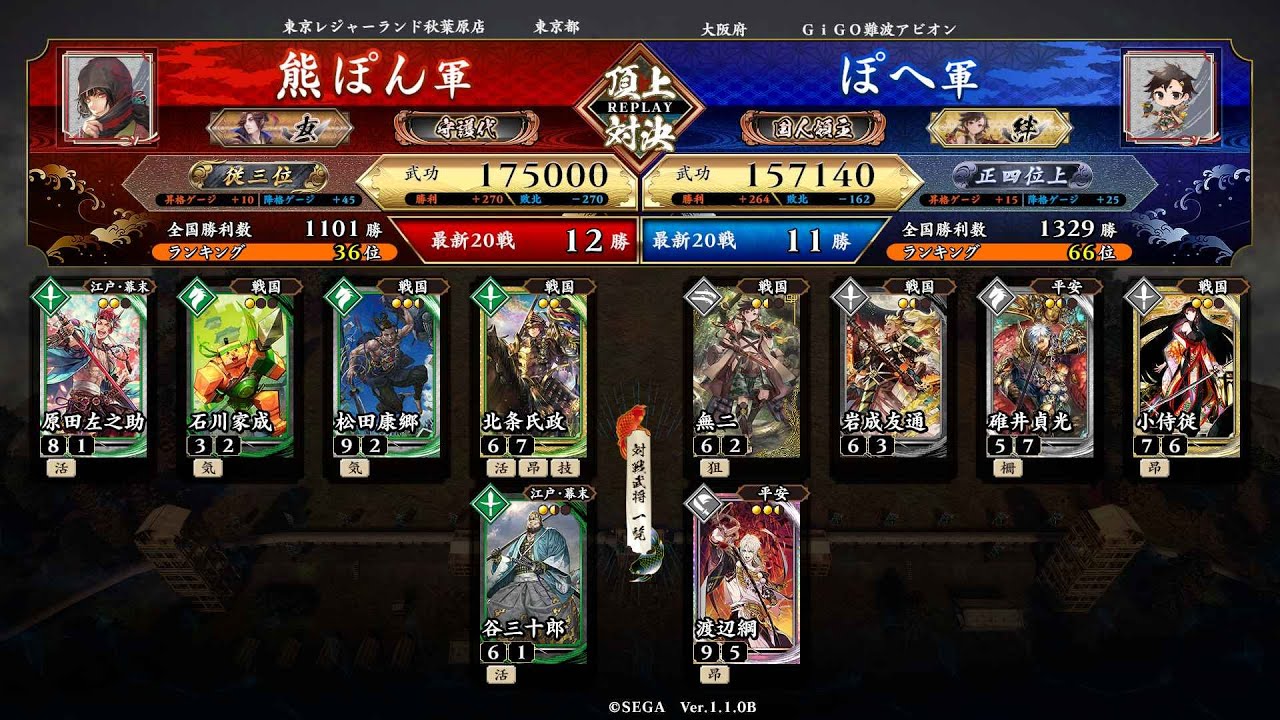 東京レジャーランド秋葉原店 東京都
大阪府 GiGO難波アビオン
熊ぽん軍
頂上
REPLAY
対決
ぽへ軍
女 守護代
国人領主 絆
従三位
昇格ゲージ +10 降格ゲージ +45
武功 175000
勝利 +270 敗北 -270
武功 157140
勝利 +264 敗北 -162
正四位上
昇格ゲージ +15 降格ゲージ +25
全国勝利数 1101勝
ランキング 36位
最新20戦 12勝
最新20戦 11勝
全国勝利数 1329勝
ランキング 66位
江戸・幕末
原田左之助
8 1
活
戦国
石川家成
3 2
気
戦国
松田康郷
9 2
気
戦国
北条氏政
6 7
活 昂 技
江戸・幕末
谷三十郎
6 1
活
対戦武将一覧
戦国
無二
6 2
狙
戦国
岩成友通
6 3
平安
碓井貞光
5 7
柵
戦国
小侍従
7 6
昂
平安
渡辺綱
9 5
昂
©SEGA Ver.1.1.0B